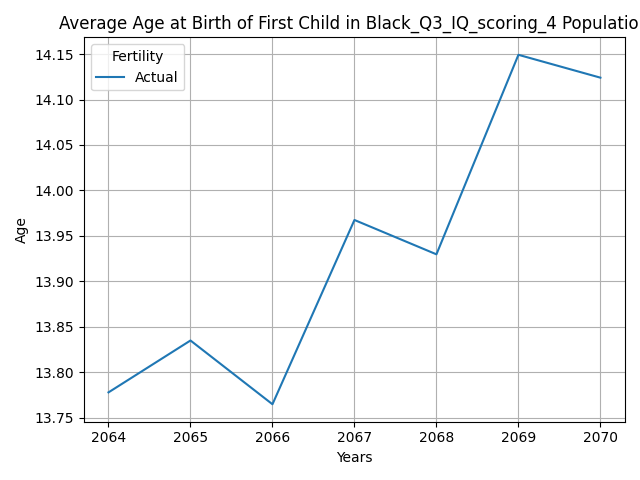 Average Age at Birth of First Child in Black_Q3_IQ_scoring_4 Populatio
Fertility
Actual
14.15
14.10
14.05
14.00
13.95
13.90
13.85
13.80
13.75
Age
2064 2065 2066 2067 2068 2069 2070
Years